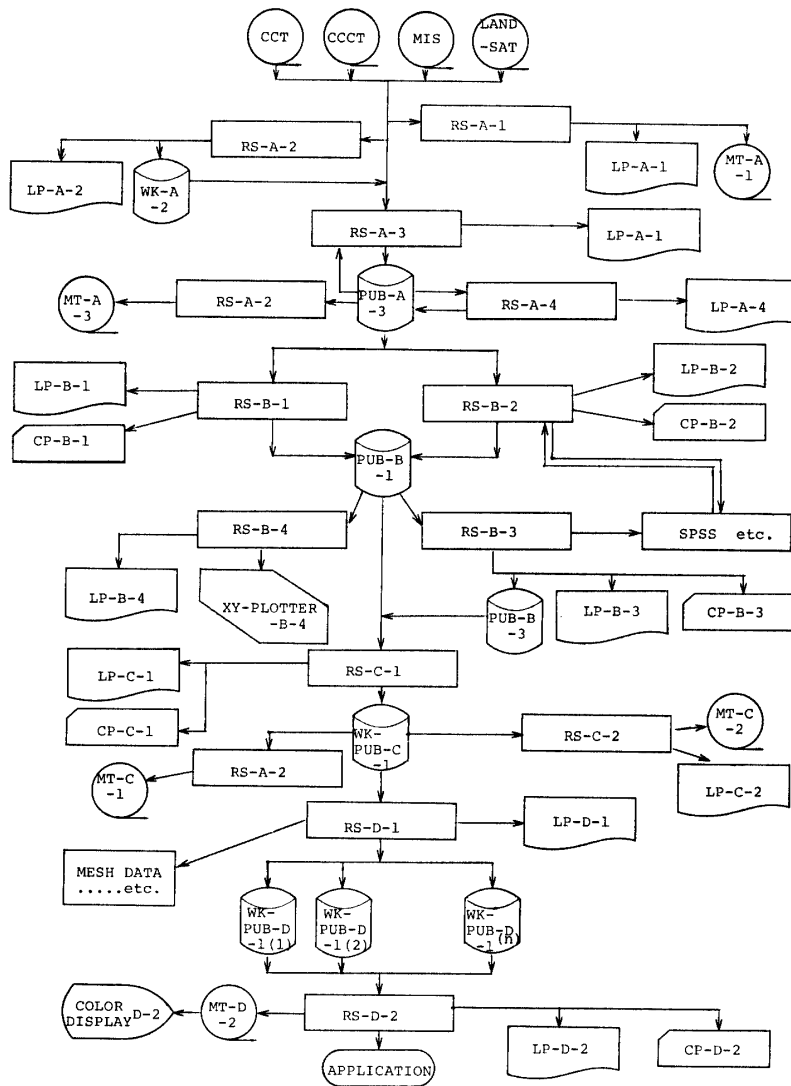 CCT
CCCT
MIS
LAND
-SAT
RS-A-1
RS-A-2
LP-A-2
WK-A
-2
LP-A-1
MT-A
-1
RS-A-3
LP-A-1
MT-A
-3
RS-A-2
PUB-A
-3
RS-A-4
LP-A-4
LP-B-1
RS-B-1
RS-B-2
LP-B-2
CP-B-1
CP-B-2
PUB-B
-1
RS-B-4
RS-B-3
SPSS etc.
LP-B-4
XY-PLOTTER
-B-4
PUB-B
-3
LP-B-3
CP-B-3
LP-C-1
RS-C-1
CP-C-1
WK-
PUB-C
-1
RS-C-2
MT-C
-2
MT-C
-1
RS-A-2
LP-C-2
RS-D-1
LP-D-1
MESH DATA
.....etc.
WK-
PUB-D
-1(1)
WK-
PUB-D
-1(2)
WK-
PUB-D
-1(n)
COLOR
DISPLAY D-2
MT-D
-2
RS-D-2
LP-D-2
CP-D-2
APPLICATION